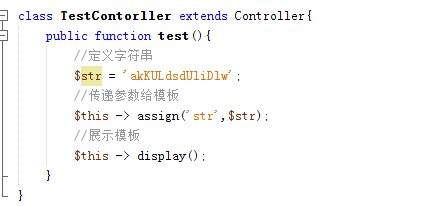 class TestContorller extends Controller{
public function test(){
//定义字符串
$str = 'akKULdsdUliDlw';
//传递参数给模板
$this -> assign('str',$str);
//展示模板
$this -> display();
}
}